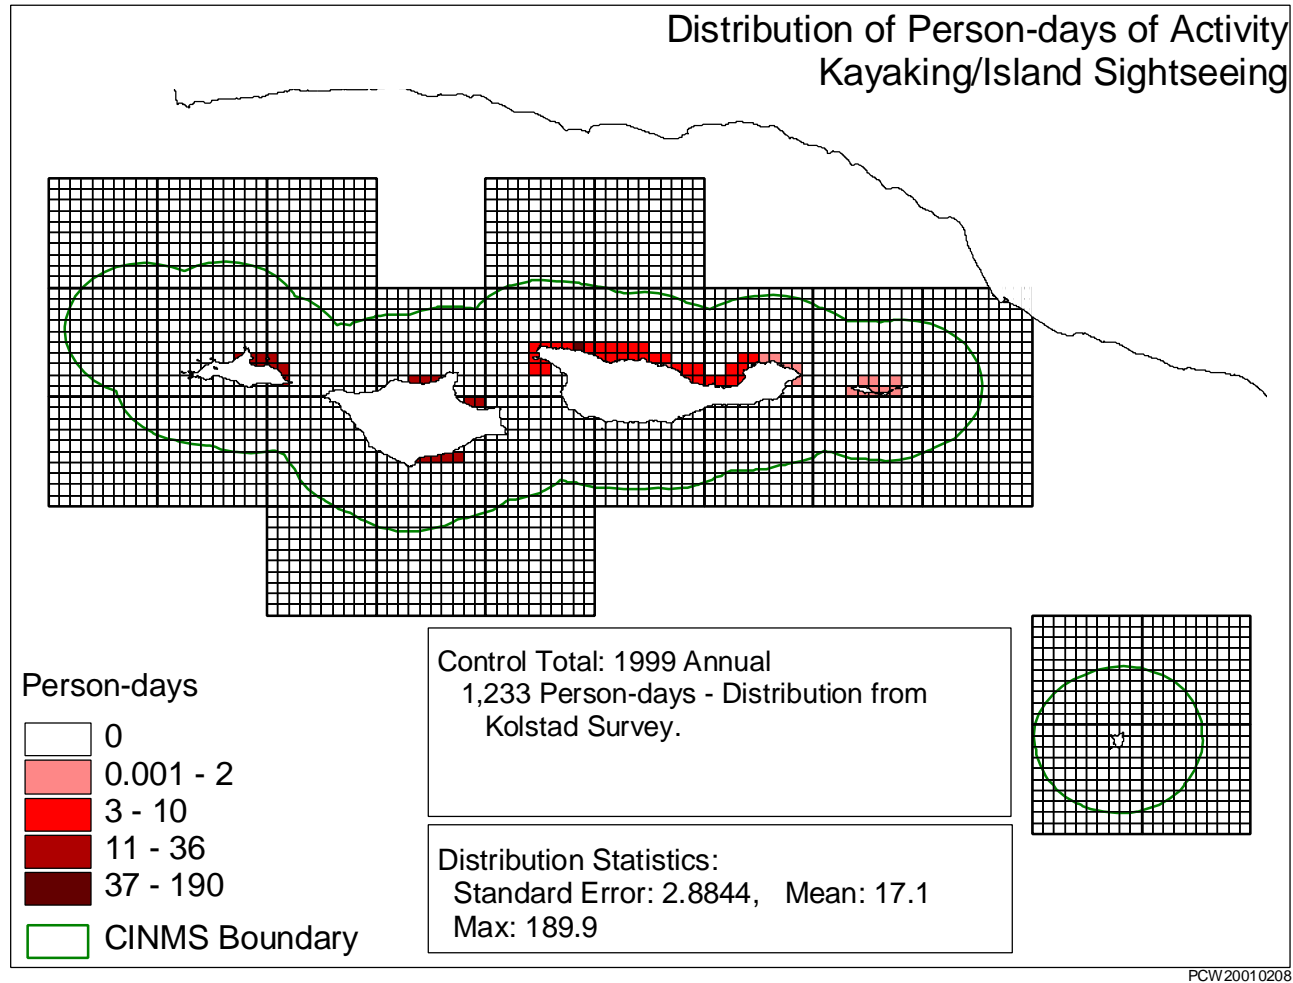 Distribution of Person-days of Activity
Kayaking/Island Sightseeing
Control Total: 1999 Annual
1,233 Person-days - Distribution from
Kolstad Survey.
Person-days
0
0.001 - 2
3 - 10
11 - 36
37 - 190
CINMS Boundary
Distribution Statistics:
Standard Error: 2.8844, Mean: 17.1
Max: 189.9
PCW20010208